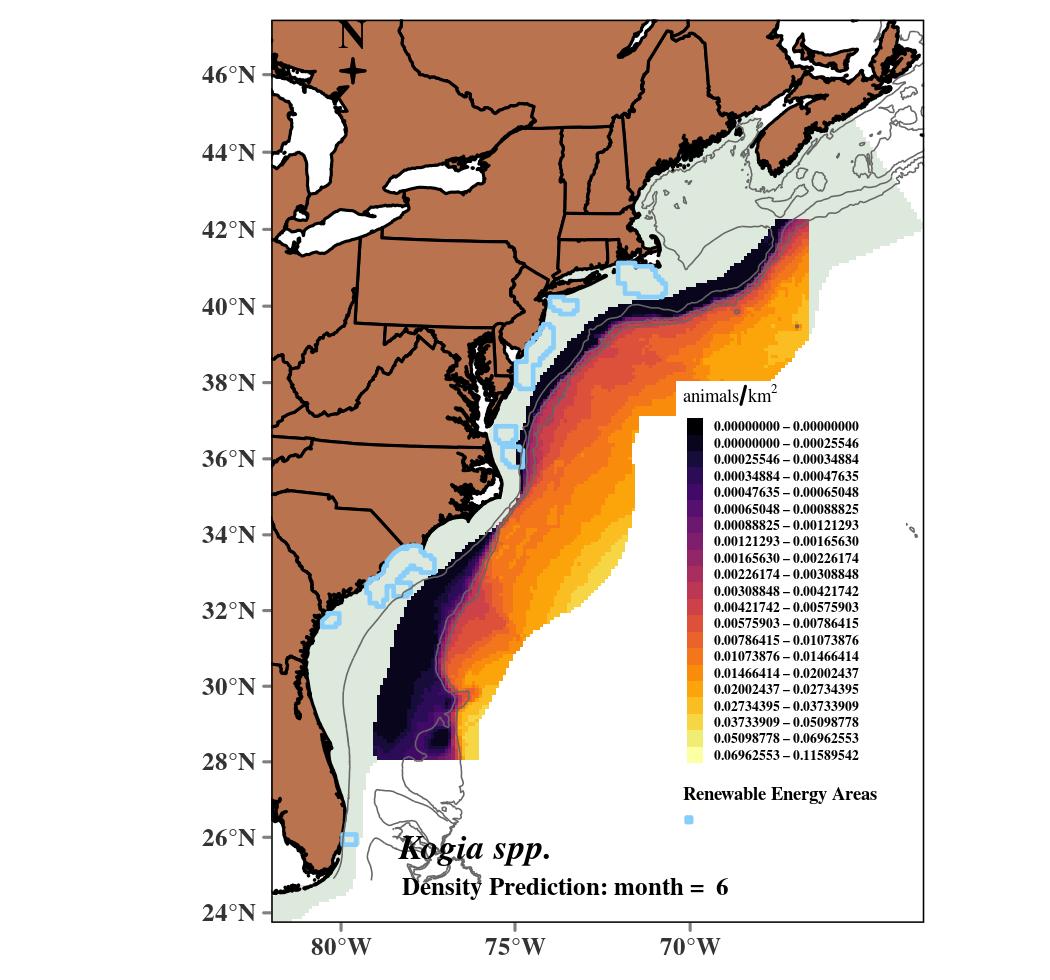 N
46°N
44°N
42°N
40°N
38°N
36°N
34°N
32°N
30°N
28°N
26°N
24°N
80°W
75°W
70°W
animals/km2
0.00000000 – 0.00000000
0.00000000 – 0.00025546
0.00025546 – 0.00034884
0.00034884 – 0.00047635
0.00047635 – 0.00065048
0.00065048 – 0.00088825
0.00088825 – 0.00121293
0.00121293 – 0.00165630
0.00165630 – 0.00226174
0.00226174 – 0.00308848
0.00308848 – 0.00421742
0.00421742 – 0.00575903
0.00575903 – 0.00786415
0.00786415 – 0.01073876
0.01073876 – 0.01466414
0.01466414 – 0.02002437
0.02002437 – 0.02734395
0.02734395 – 0.03733909
0.03733909 – 0.05098778
0.05098778 – 0.06962553
0.06962553 – 0.11589542
Renewable Energy Areas
Kogia spp.
Density Prediction: month = 6